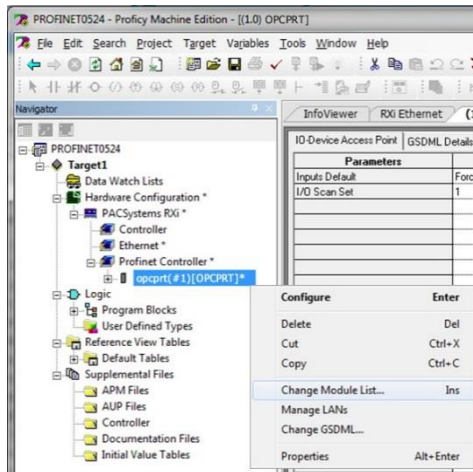 PROFINET0524 - Proficy Machine Edition - [(1.0) OPCPRT]
File Edit Search Project Target Variables Tools Window Help
Navigator
InfoViewer RXi Ethernet (1
PROFINET0524
Target1
Data Watch Lists
Hardware Configuration *
PACSystems RXi *
Controller
Ethernet *
Profinet Controller *
opcprt(#1)[OPCPRT]*
Logic
Program Blocks
User Defined Types
Reference View Tables
Default Tables
Supplemental Files
APM Files
AUP Files
Controller
Documentation Files
Initial Value Tables
IO-Device Access Point GSDML Details
Parameters
Inputs Default Forc
I/O Scan Set 1
Configure Enter
Delete Del
Cut Ctrl+X
Copy Ctrl+C
Change Module List... Ins
Manage LANs
Change GSDML...
Properties Alt+Enter